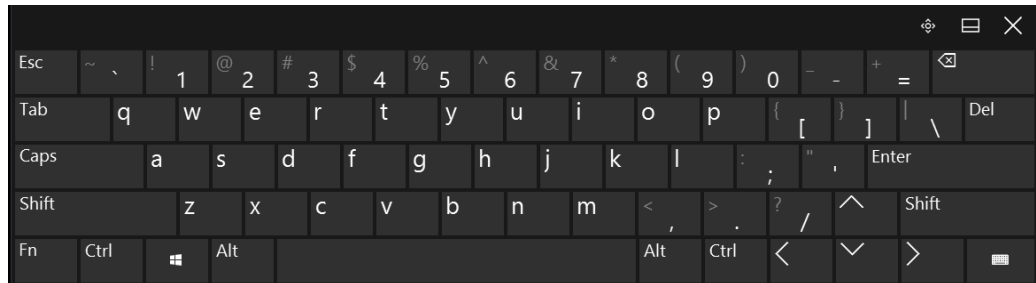 Esc ~ ` ! 1 @ 2 # 3 $ 4 % 5 ^ 6 & 7 * 8 ( 9 ) 0 _ - + =
Tab q w e r t y u i o p { [ } ] | \ Del
Caps a s d f g h j k l : ; " ' Enter
Shift z x c v b n m < , > . ? / Shift
Fn Ctrl Alt Alt Ctrl